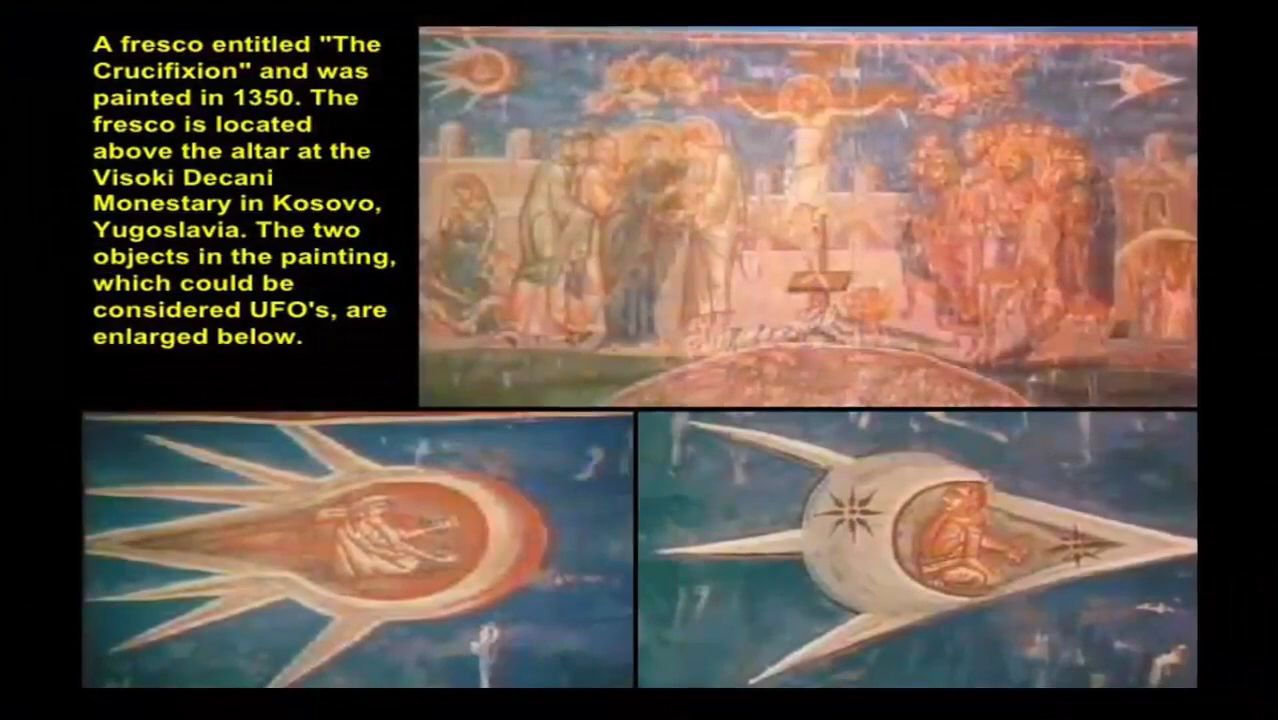 A fresco entitled "The
Crucifixion" and was
painted in 1350. The
fresco is located
above the altar at the
Visoki Decani
Monestary in Kosovo,
Yugoslavia. The two
objects in the painting,
which could be
considered UFO's, are
enlarged below.